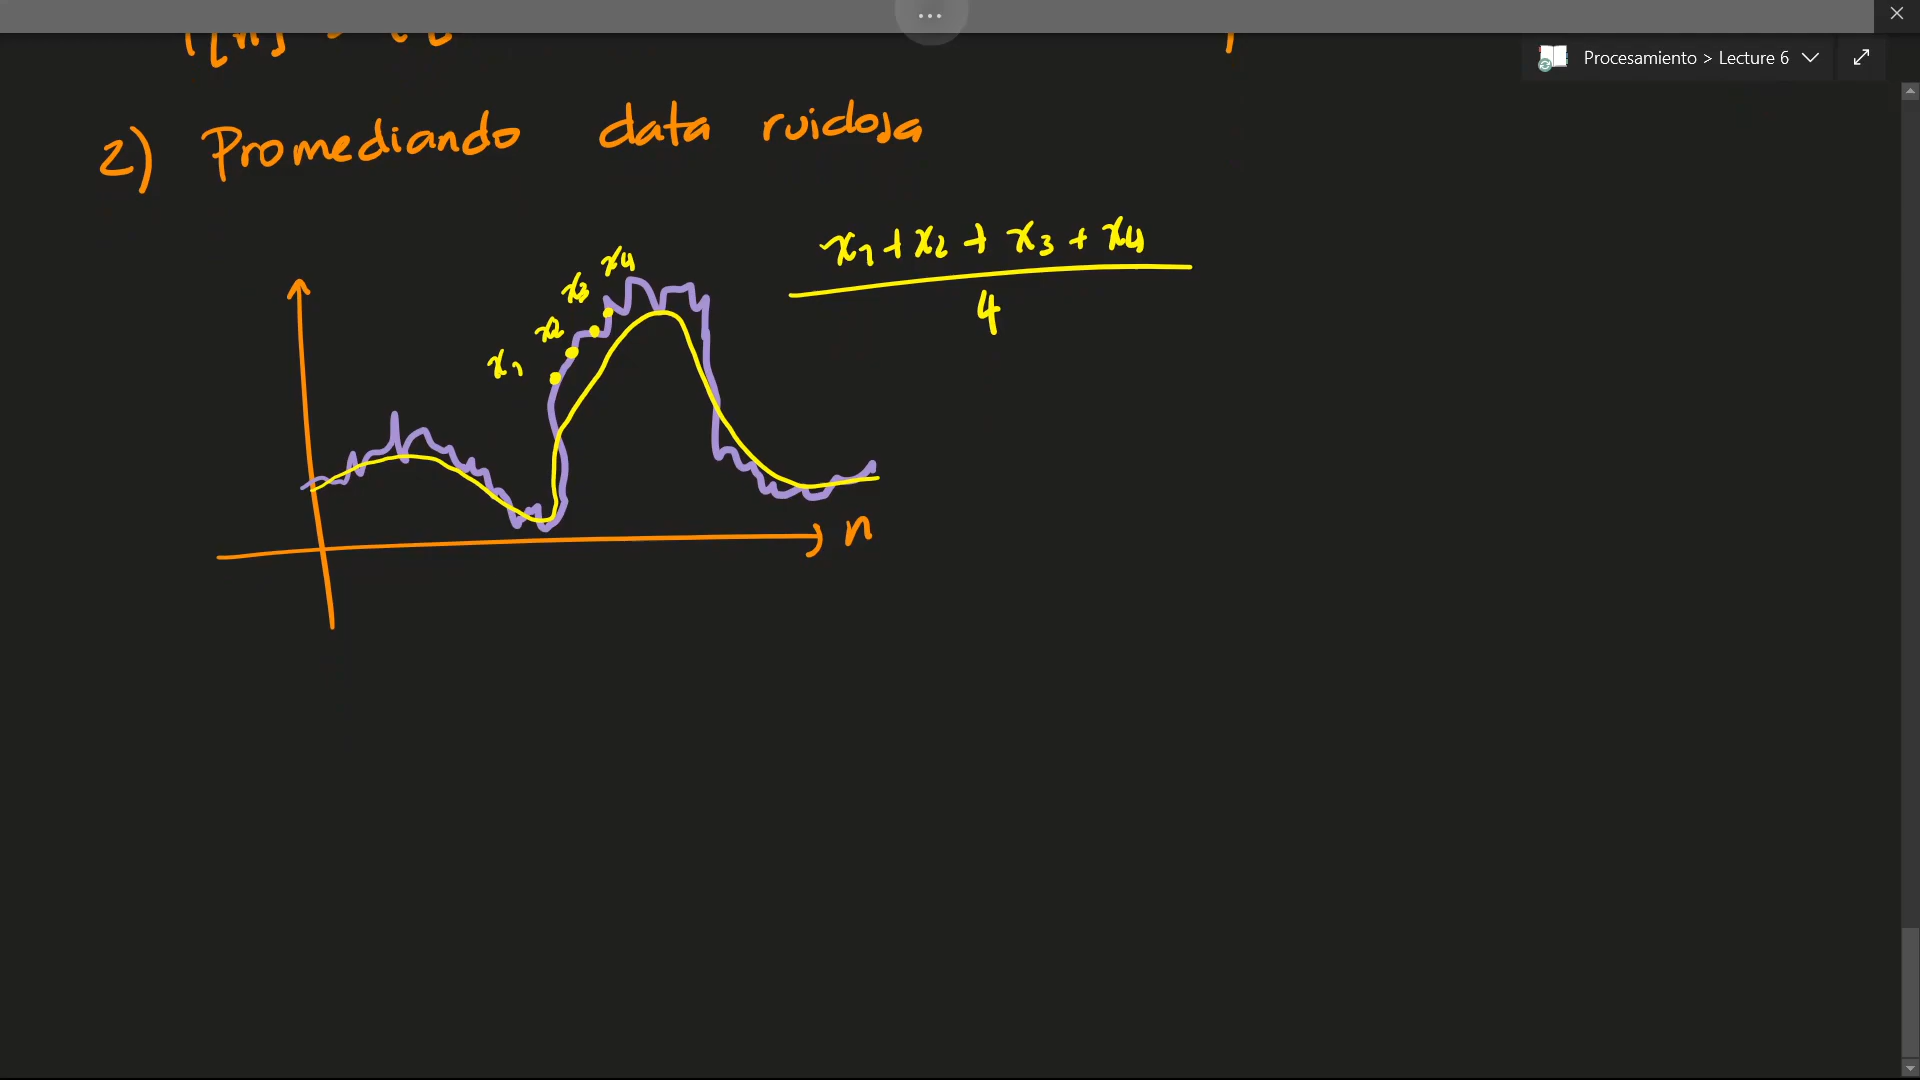 ...
Procesamiento > Lecture 6
2) Promediando data ruidosa
x1 + x2 + x3 + x4
4
x4
x3
x2
x1
n